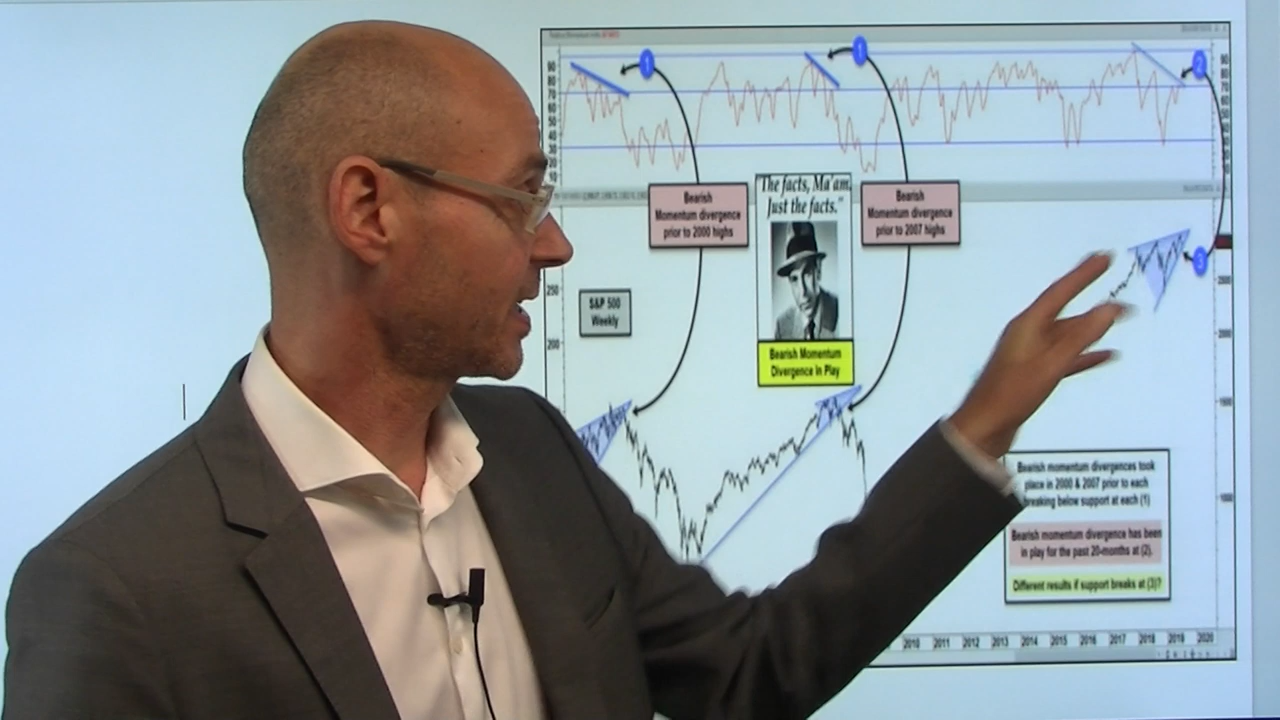 1
1
2
90
80
70
60
50
40
30
20
10
Bearish
Momentum divergence
prior to 2000 highs
"The facts, Ma'am.
Just the facts."
Bearish
Momentum divergence
prior to 2007 highs
3
S&P 500
Weekly
250
200
2000
1500
1000
Bearish Momentum
Divergence in Play
Bearish momentum divergences took
place in 2000 & 2007 prior to each
breaking below support at each (1)
Bearish momentum divergence has been
in play for the past 20-months at (2).
Different results if support breaks at (3)?
2010 2011 2012 2013 2014 2015 2016 2017 2018 2019 2020